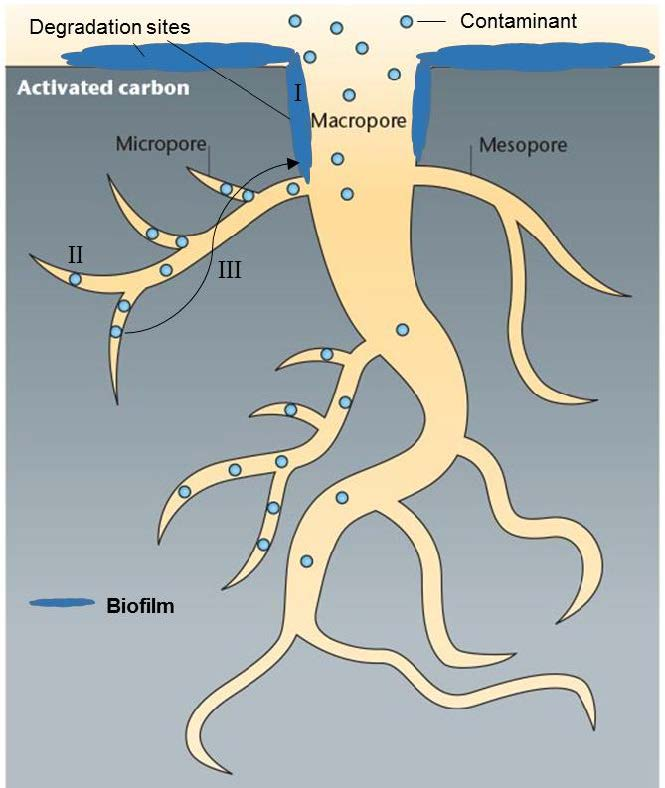 Degradation sites
Contaminant
Activated carbon
I
Macropore
Micropore
Mesopore
II
III
Biofilm